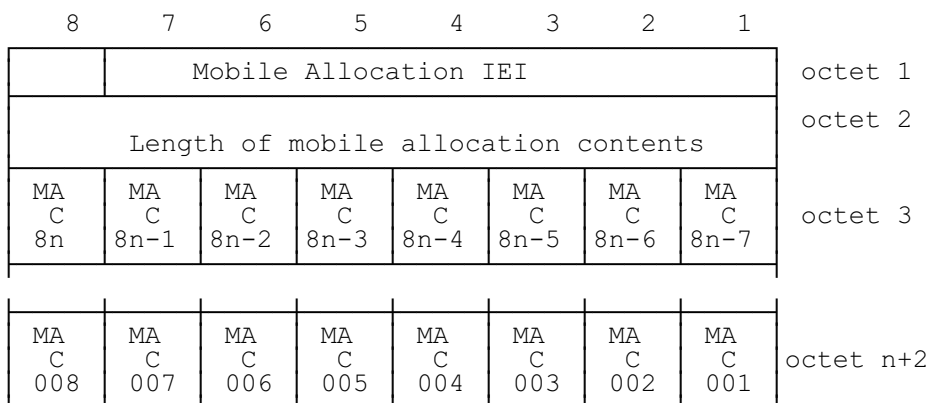 8 7 6 5 4 3 2 1
Mobile Allocation IEI octet 1
octet 2
Length of mobile allocation contents
MA MA MA MA MA MA MA MA
C C C C C C C C octet 3
8n 8n-1 8n-2 8n-3 8n-4 8n-5 8n-6 8n-7
MA MA MA MA MA MA MA MA
C C C C C C C C octet n+2
008 007 006 005 004 003 002 001